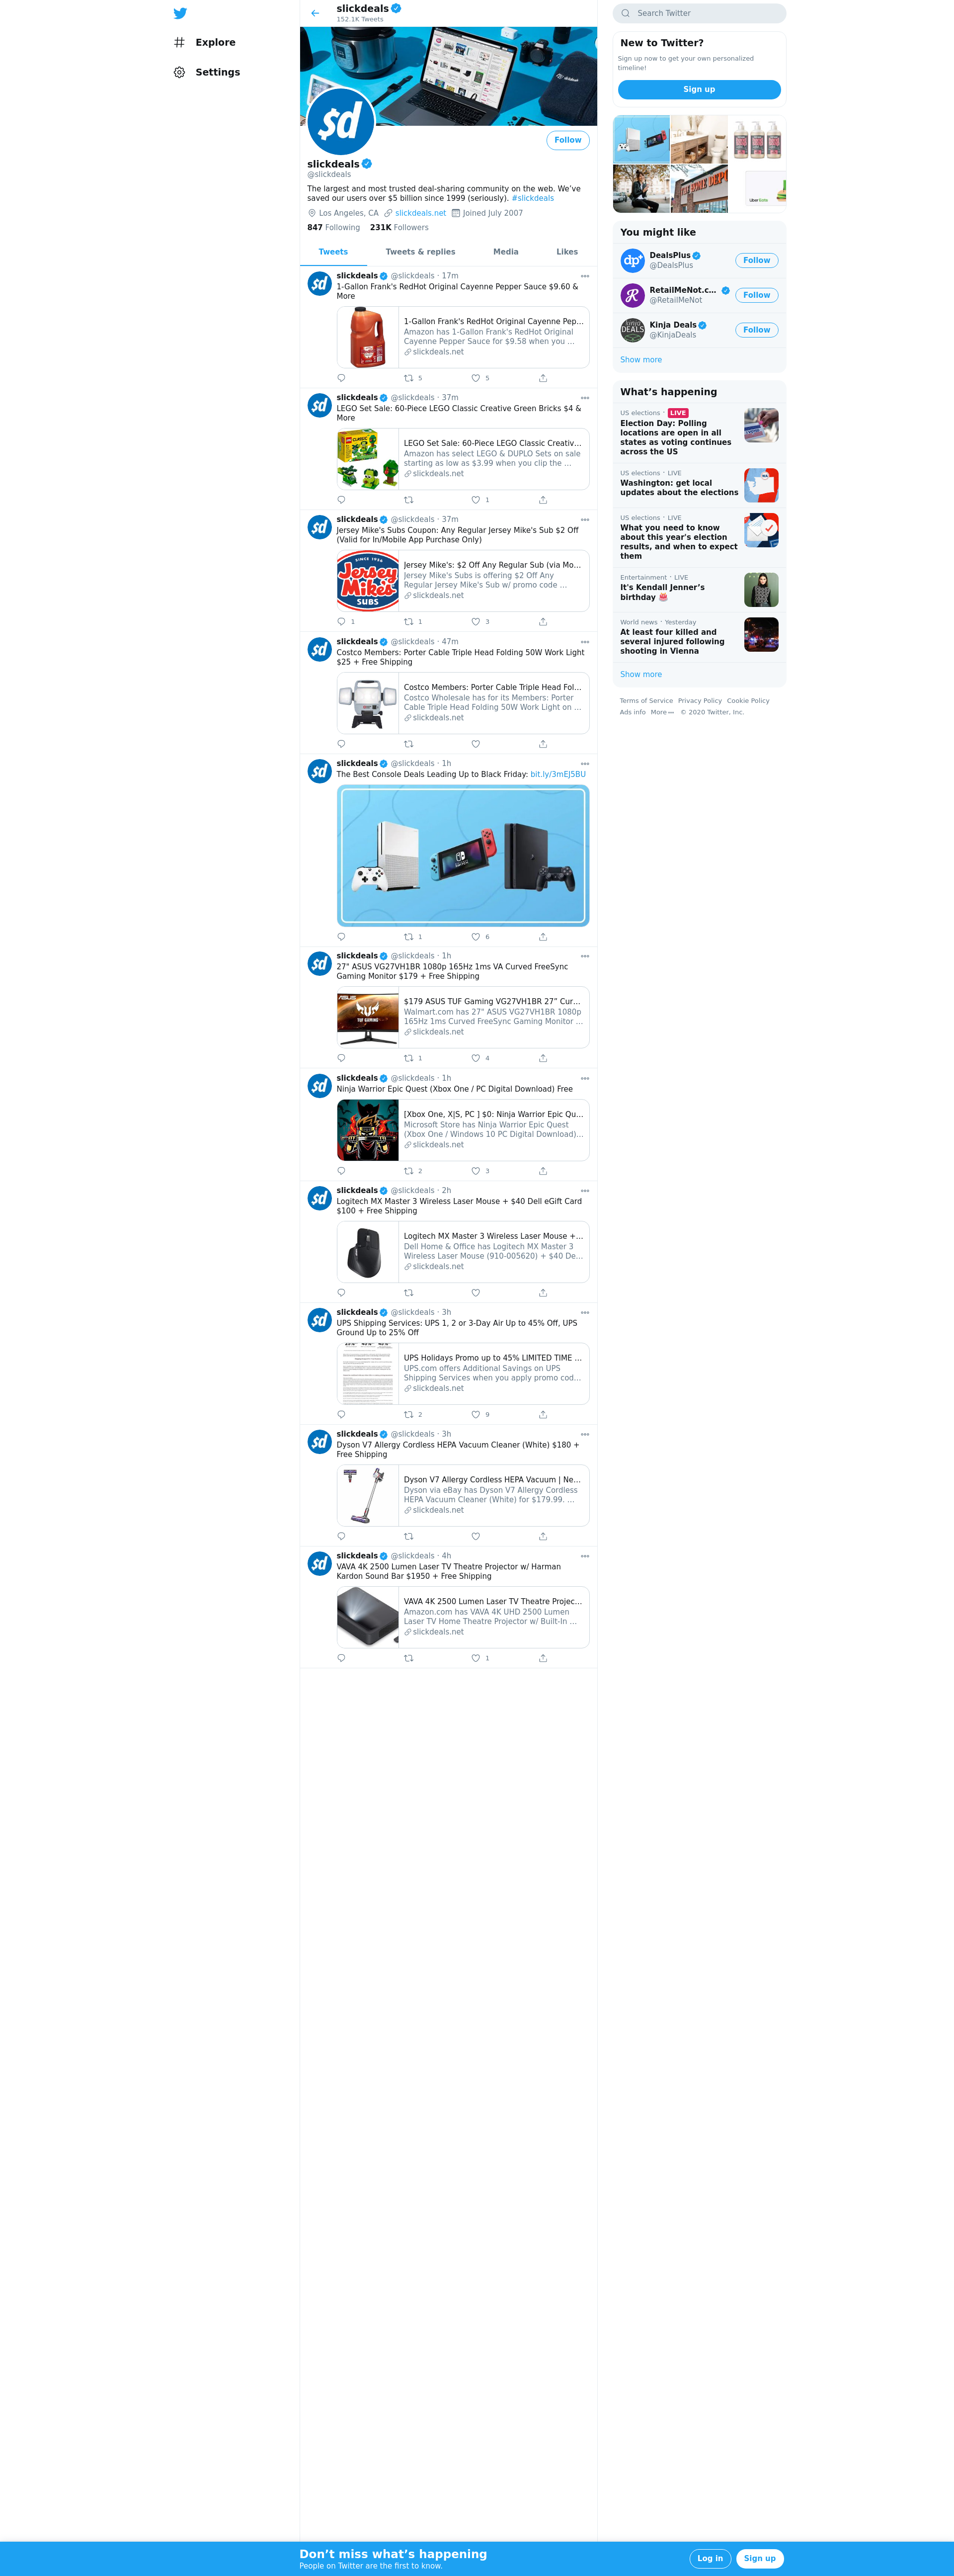 Explore
Settings
slickdeals
152.1K Tweets
$d
Follow
slickdeals
@slickdeals
The largest and most trusted deal-sharing community on the web. We've
saved our users over $5 billion since 1999 (seriously). #slickdeals
Los Angeles, CA slickdeals.net Joined July 2007
847 Following 231K Followers
Tweets Tweets & replies Media Likes
slickdeals @slickdeals · 17m
1-Gallon Frank's RedHot Original Cayenne Pepper Sauce $9.60 &
More
1-Gallon Frank's RedHot Original Cayenne Pep...
Amazon has 1-Gallon Frank's RedHot Original
Cayenne Pepper Sauce for $9.58 when you ...
slickdeals.net
5 5
slickdeals @slickdeals · 37m
LEGO Set Sale: 60-Piece LEGO Classic Creative Green Bricks $4 &
More
LEGO Set Sale: 60-Piece LEGO Classic Creativ...
Amazon has select LEGO & DUPLO Sets on sale
starting as low as $3.99 when you clip the ...
slickdeals.net
1
slickdeals @slickdeals · 37m
Jersey Mike's Subs Coupon: Any Regular Jersey Mike's Sub $2 Off
(Valid for In/Mobile App Purchase Only)
SINCE 1956
Jersey
Mike's
SUBS
Jersey Mike's: $2 Off Any Regular Sub (via Mo...
Jersey Mike's Subs is offering $2 Off Any
Regular Jersey Mike's Sub w/ promo code ...
slickdeals.net
1 1 3
slickdeals @slickdeals · 47m
Costco Members: Porter Cable Triple Head Folding 50W Work Light
$25 + Free Shipping
Costco Members: Porter Cable Triple Head Fol...
Costco Wholesale has for its Members: Porter
Cable Triple Head Folding 50W Work Light on ...
slickdeals.net
slickdeals @slickdeals · 1h
The Best Console Deals Leading Up to Black Friday: bit.ly/3mEJ5BU
1 6
slickdeals @slickdeals · 1h
27" ASUS VG27VH1BR 1080p 165Hz 1ms VA Curved FreeSync
Gaming Monitor $179 + Free Shipping
ASUS
TUF GAMING
$179 ASUS TUF Gaming VG27VH1BR 27” Cur...
Walmart.com has 27" ASUS VG27VH1BR 1080p
165Hz 1ms Curved FreeSync Gaming Monitor ...
slickdeals.net
1 4
slickdeals @slickdeals · 1h
Ninja Warrior Epic Quest (Xbox One / PC Digital Download) Free
[Xbox One, X|S, PC ] $0: Ninja Warrior Epic Qu...
Microsoft Store has Ninja Warrior Epic Quest
(Xbox One / Windows 10 PC Digital Download)...
slickdeals.net
2 3
slickdeals @slickdeals · 2h
Logitech MX Master 3 Wireless Laser Mouse + $40 Dell eGift Card
$100 + Free Shipping
Logitech MX Master 3 Wireless Laser Mouse +...
Dell Home & Office has Logitech MX Master 3
Wireless Laser Mouse (910-005620) + $40 De...
slickdeals.net
slickdeals @slickdeals · 3h
UPS Shipping Services: UPS 1, 2 or 3-Day Air Up to 45% Off, UPS
Ground Up to 25% Off
UPS Holidays Promo up to 45% LIMITED TIME ...
UPS.com offers Additional Savings on UPS
Shipping Services when you apply promo cod...
slickdeals.net
2 9
slickdeals @slickdeals · 3h
Dyson V7 Allergy Cordless HEPA Vacuum Cleaner (White) $180 +
Free Shipping
Dyson V7 Allergy Cordless HEPA Vacuum | Ne...
Dyson via eBay has Dyson V7 Allergy Cordless
HEPA Vacuum Cleaner (White) for $179.99. ...
slickdeals.net
slickdeals @slickdeals · 4h
VAVA 4K 2500 Lumen Laser TV Theatre Projector w/ Harman
Kardon Sound Bar $1950 + Free Shipping
VAVA 4K 2500 Lumen Laser TV Theatre Projec...
Amazon.com has VAVA 4K UHD 2500 Lumen
Laser TV Home Theatre Projector w/ Built-In ...
slickdeals.net
1
Search Twitter
New to Twitter?
Sign up now to get your own personalized
timeline!
Sign up
You might like
DealsPlus
@DealsPlus
Follow
RetailMeNot.c...
@RetailMeNot
Follow
Kinja Deals
@KinjaDeals
Follow
Show more
What’s happening
US elections · LIVE
Election Day: Polling
locations are open in all
states as voting continues
across the US
US elections · LIVE
Washington: get local
updates about the elections
US elections · LIVE
What you need to know
about this year's election
results, and when to expect
them
Entertainment · LIVE
It's Kendall Jenner’s
birthday 🎂
World news · Yesterday
At least four killed and
several injured following
shooting in Vienna
Show more
Terms of Service Privacy Policy Cookie Policy
Ads info More © 2020 Twitter, Inc.
Don’t miss what’s happening
People on Twitter are the first to know.
Log in
Sign up